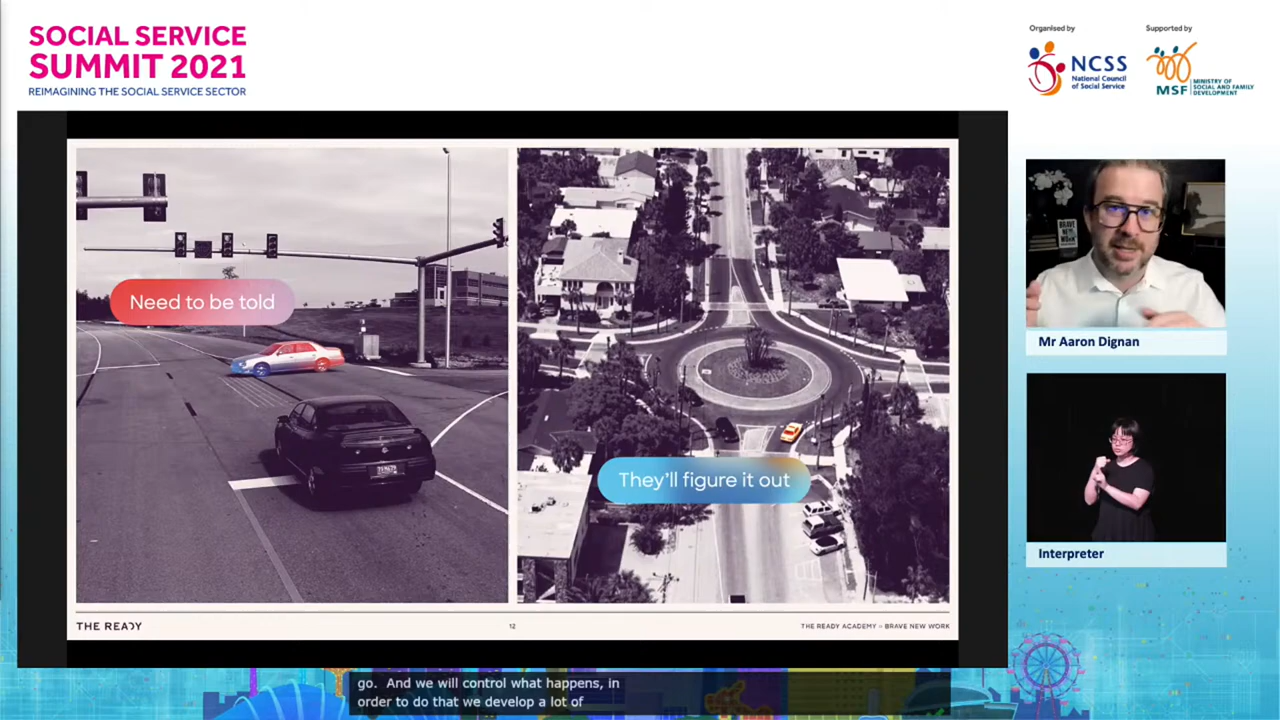 SOCIAL SERVICE
SUMMIT 2021
REIMAGINING THE SOCIAL SERVICE SECTOR
Organised by
NCSS
National Council
of Social Service
Supported by
MSF
MINISTRY OF
SOCIAL AND FAMILY
DEVELOPMENT
Need to be told
They'll figure it out
THE READY
12
THE READY ACADEMY – BRAVE NEW WORK
BRAVE
NEW
WORK
Mr Aaron Dignan
Interpreter
go. And we will control what happens, in
order to do that we develop a lot of